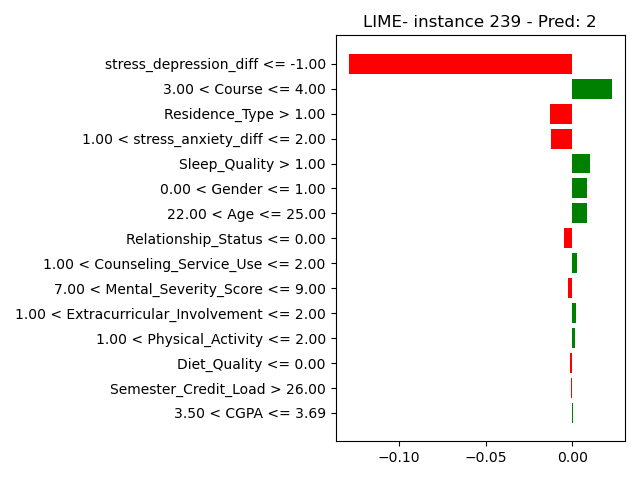 LIME- instance 239 - Pred: 2
stress_depression_diff <= -1.00
3.00 < Course <= 4.00
Residence_Type > 1.00
1.00 < stress_anxiety_diff <= 2.00
Sleep_Quality > 1.00
0.00 < Gender <= 1.00
22.00 < Age <= 25.00
Relationship_Status <= 0.00
1.00 < Counseling_Service_Use <= 2.00
7.00 < Mental_Severity_Score <= 9.00
1.00 < Extracurricular_Involvement <= 2.00
1.00 < Physical_Activity <= 2.00
Diet_Quality <= 0.00
Semester_Credit_Load > 26.00
3.50 < CGPA <= 3.69
−0.10 −0.05 0.00